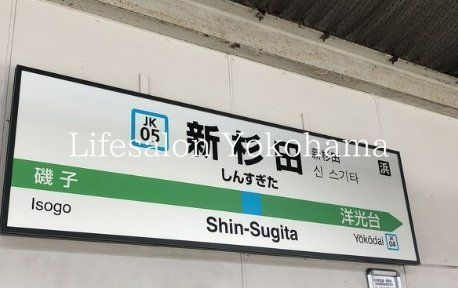 JK
05
新杉田
しんすぎた
新杉田
신 스기타
浜
磯子
Isogo
Shin-Sugita
洋光台
Yōkōdai
JK
04
Lifesalon Yokohama